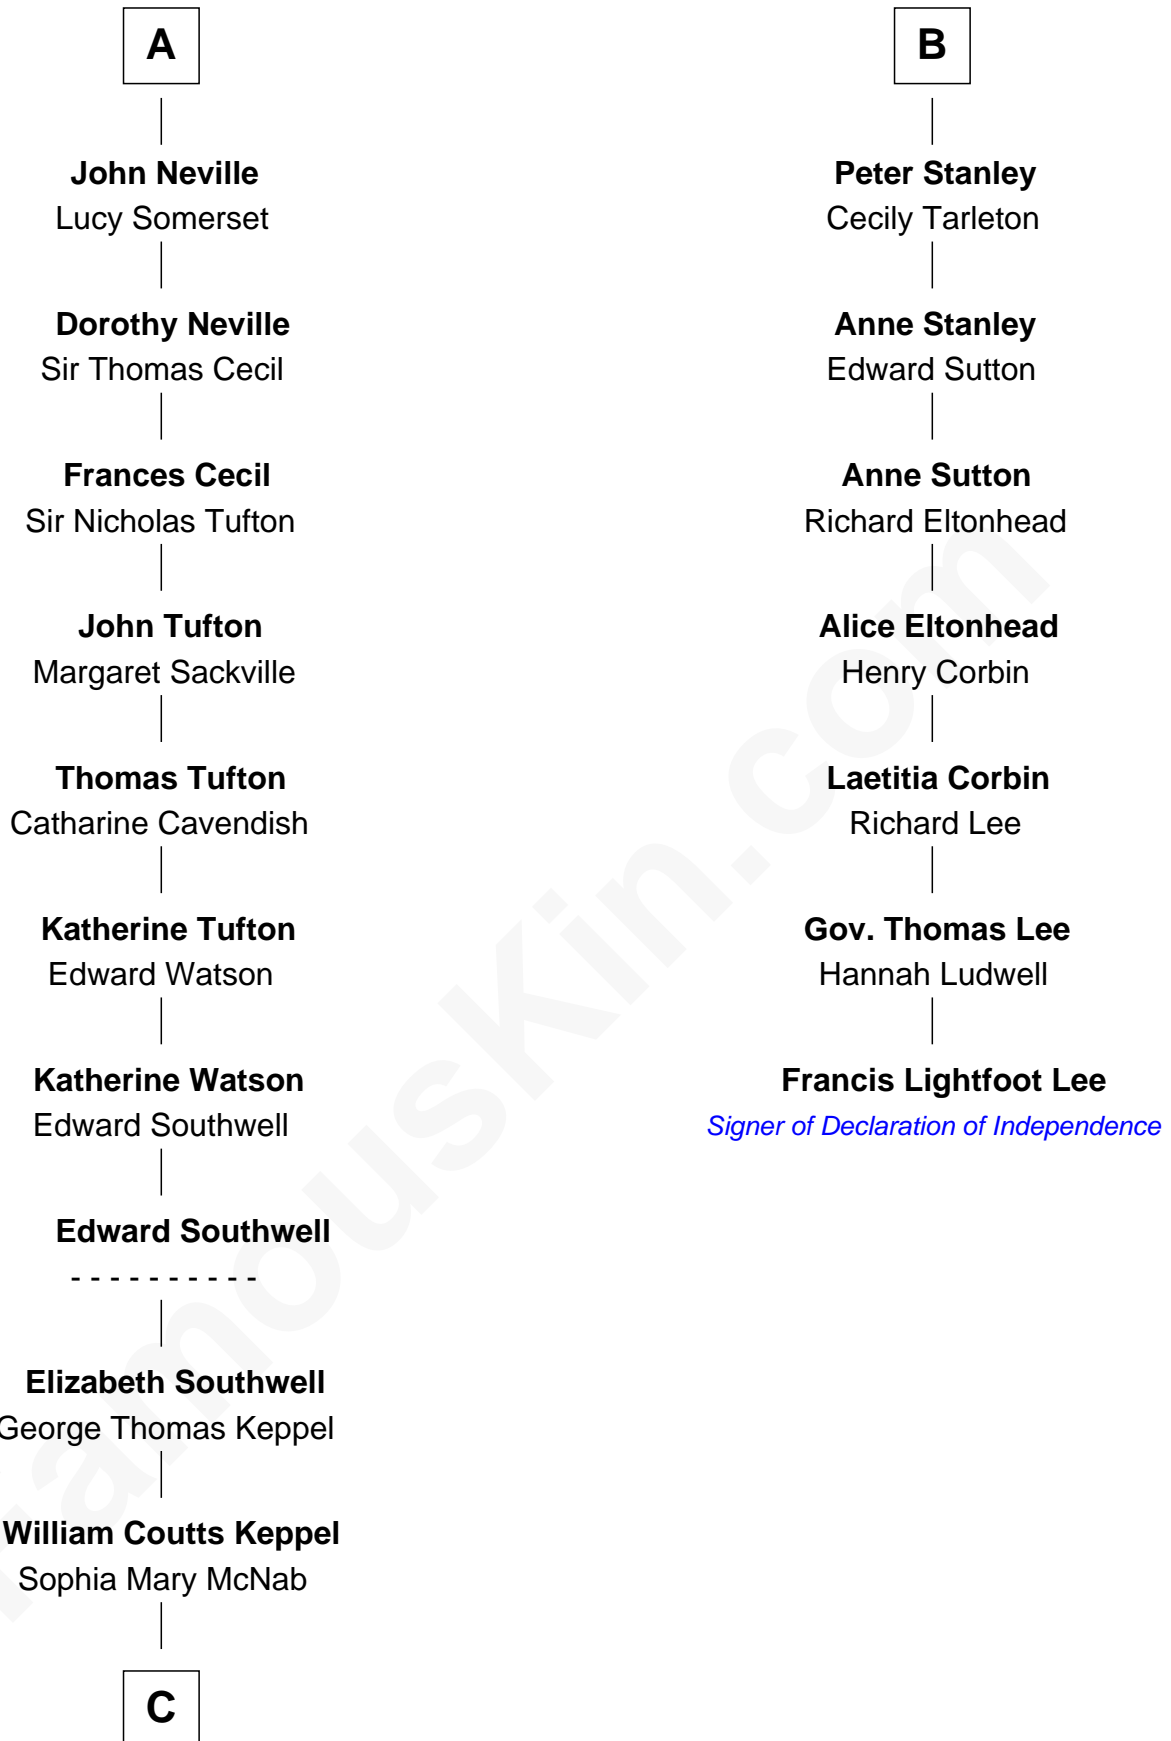 A
John Neville
Lucy Somerset
Dorothy Neville
Sir Thomas Cecil
Frances Cecil
Sir Nicholas Tufton
John Tufton
Margaret Sackville
Thomas Tufton
Catharine Cavendish
Katherine Tufton
Edward Watson
Katherine Watson
Edward Southwell
Edward Southwell
- - - - - - - - - -
Elizabeth Southwell
George Thomas Keppel
William Coutts Keppel
Sophia Mary McNab
C
B
Peter Stanley
Cecily Tarleton
Anne Stanley
Edward Sutton
Anne Sutton
Richard Eltonhead
Alice Eltonhead
Henry Corbin
Laetitia Corbin
Richard Lee
Gov. Thomas Lee
Hannah Ludwell
Francis Lightfoot Lee
Signer of Declaration of Independence
FamousKin.com